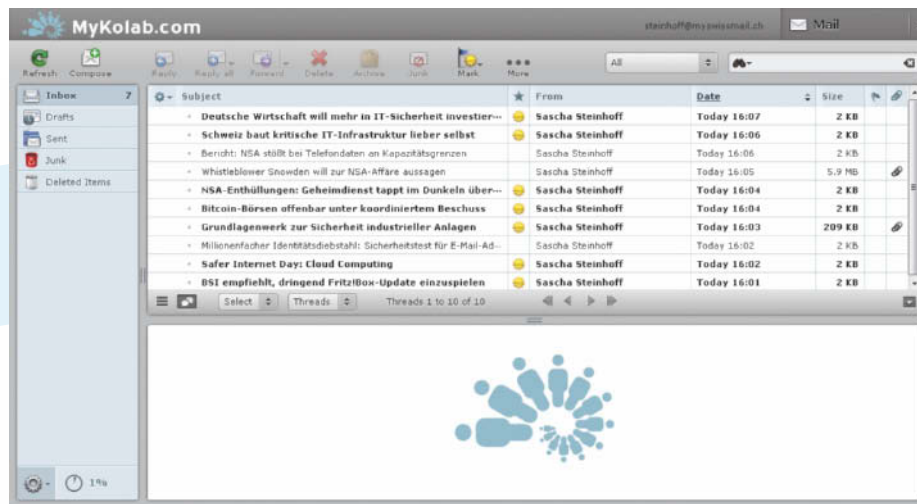 MyKolab.com
steinhoff@myswissmail.ch
Mail
Refresh Compose Reply Reply all Forward Delete Archive Junk Mark More
All
Inbox 7
Drafts
Sent
Junk
Deleted Items
Subject From Date Size
Deutsche Wirtschaft will mehr in IT-Sicherheit investier... Sascha Steinhoff Today 16:07 2 KB
Schweiz baut kritische IT-Infrastruktur lieber selbst Sascha Steinhoff Today 16:06 2 KB
Bericht: NSA stößt bei Telefondaten an Kapazitätsgrenzen Sascha Steinhoff Today 16:06 2 KB
Whistleblower Snowden will zur NSA-Affäre aussagen Sascha Steinhoff Today 16:05 5.9 MB
NSA-Enthüllungen: Geheimdienst tappt im Dunkeln über... Sascha Steinhoff Today 16:04 2 KB
Bitcoin-Börsen offenbar unter koordiniertem Beschuss Sascha Steinhoff Today 16:04 2 KB
Grundlagenwerk zur Sicherheit industrieller Anlagen Sascha Steinhoff Today 16:03 209 KB
Millionenfacher Identitätsdiebstahl: Sicherheitstest für E-Mail-Ad... Sascha Steinhoff Today 16:02 2 KB
Safer Internet Day: Cloud Computing Sascha Steinhoff Today 16:02 2 KB
BSI empfiehlt, dringend Fritz!Box-Update einzuspielen Sascha Steinhoff Today 16:01 2 KB
Select Threads Threads 1 to 10 of 10
1%